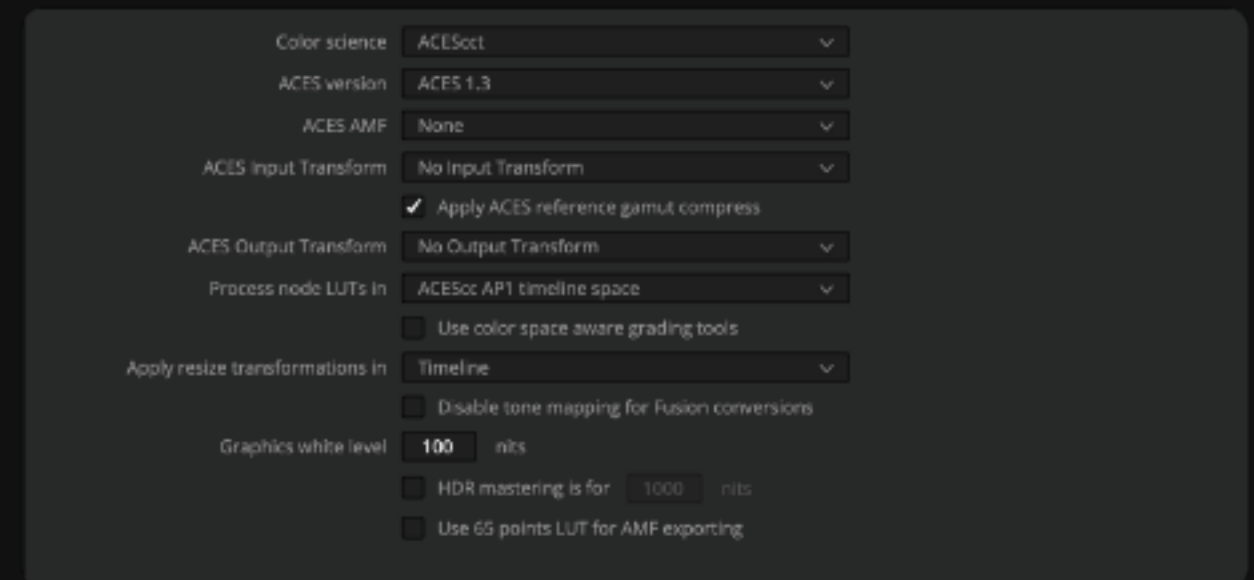 Color science ACEScct
ACES version ACES 1.3
ACES AMF None
ACES Input Transform No Input Transform
Apply ACES reference gamut compress
ACES Output Transform No Output Transform
Process node LUTs in ACEScc AP1 timeline space
Use color space aware grading tools
Apply resize transformations in Timeline
Disable tone mapping for Fusion conversions
Graphics white level 100 nits
HDR mastering is for 1000 nits
Use 65 points LUT for AMF exporting